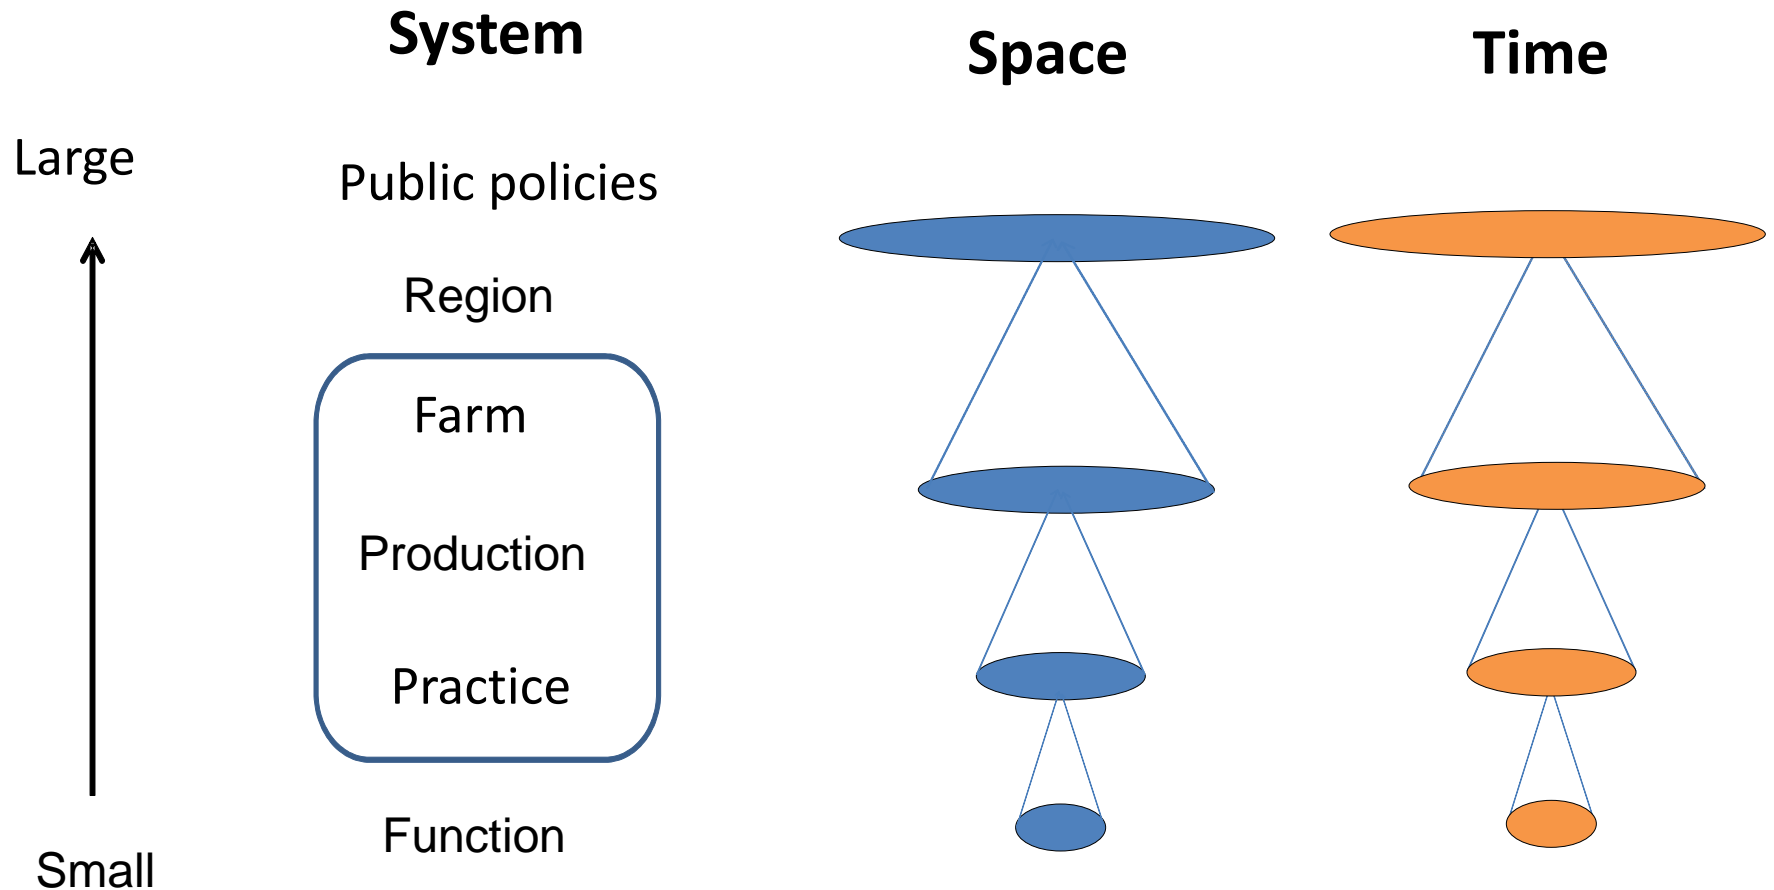 System
Space
Time
Large
Public policies
Region
Farm
Production
Practice
Function
Small